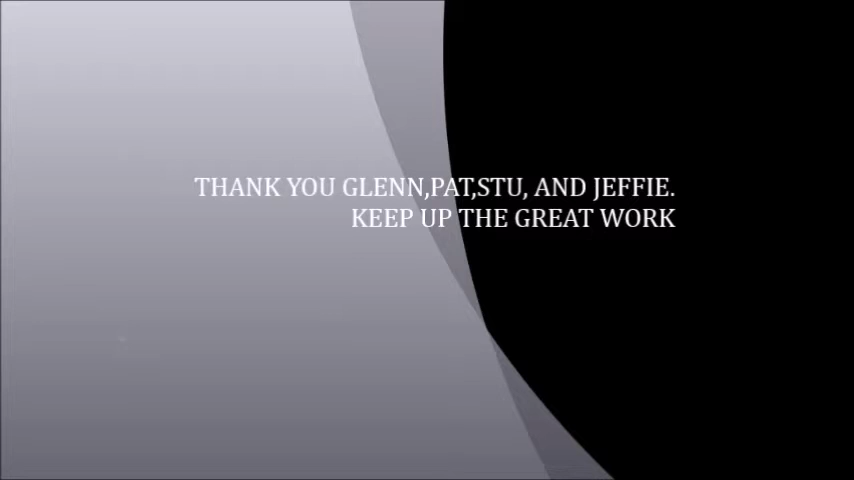 THANK YOU GLENN,PAT,STU, AND JEFFIE.
KEEP UP THE GREAT WORK